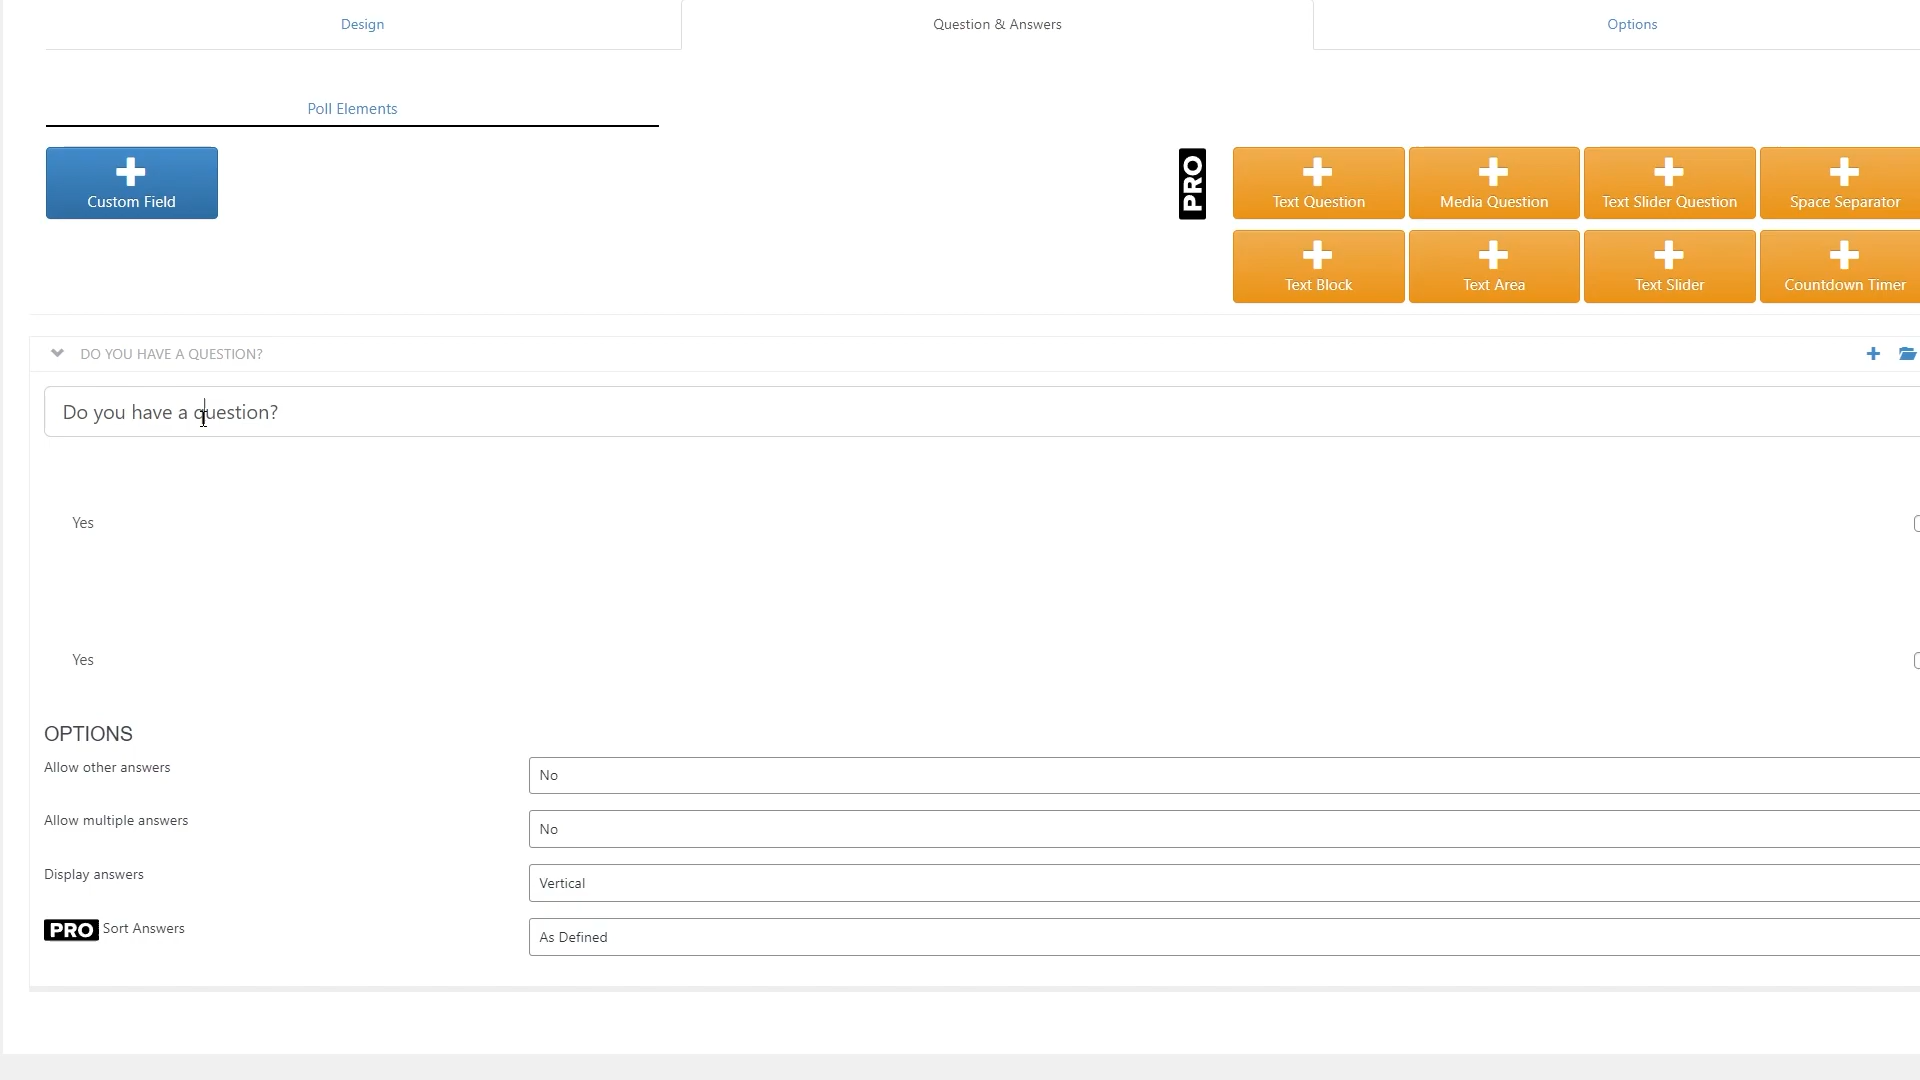 Design
Question & Answers
Options
Poll Elements
Custom Field
PRO
Text Question
Media Question
Text Slider Question
Space Separator
Text Block
Text Area
Text Slider
Countdown Timer
DO YOU HAVE A QUESTION?
Do you have a question?
Yes
Yes
OPTIONS
Allow other answers
No
Allow multiple answers
No
Display answers
Vertical
PRO Sort Answers
As Defined